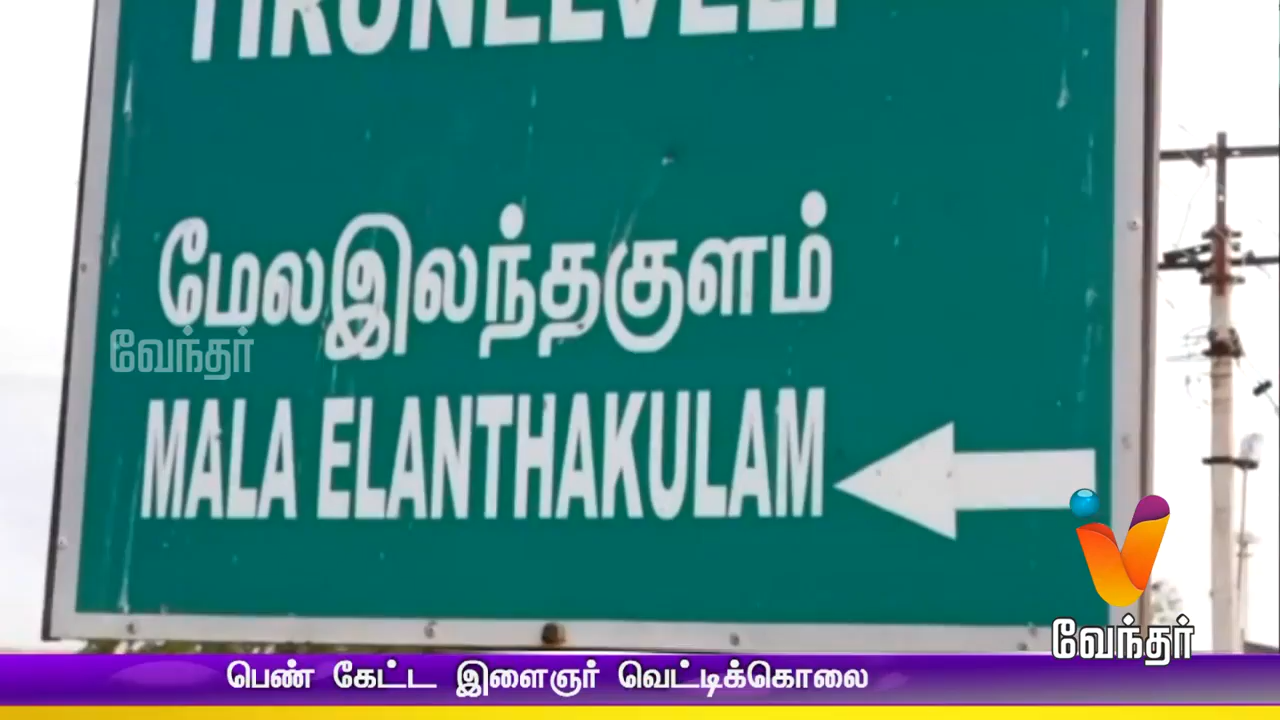 TIRUNELVELI
மேலஇலந்தகுளம்
வேந்தர்
MALA ELANTHAKULAM
வேந்தர்
பெண் கேட்ட இளைஞர் வெட்டிக்கொலை